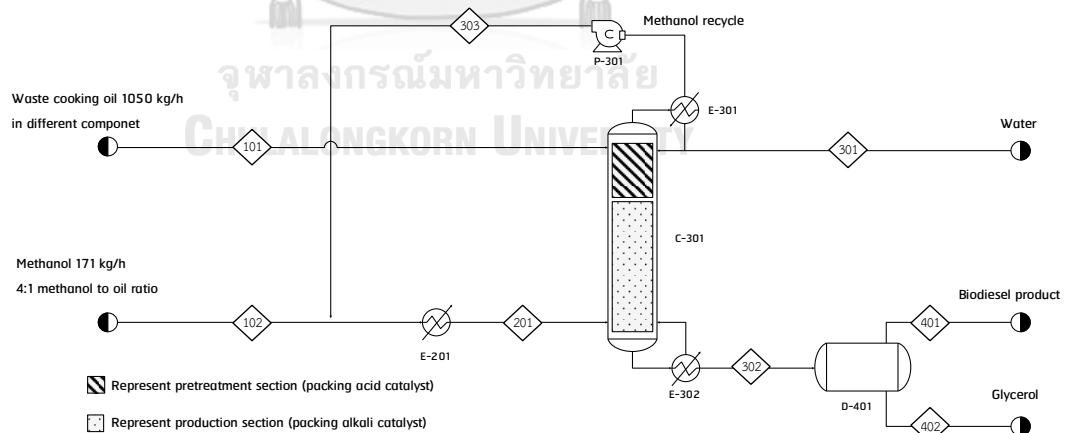 303
C
Methanol recycle
P-301
จุฬาลงกรณ์มหาวิทยาลัย
CHULALONGKORN UNIVERSITY
Waste cooking oil 1050 kg/h
in different componet
E-301
Water
101
301
C-301
Methanol 171 kg/h
4:1 methanol to oil ratio
Biodiesel product
102
201
401
E-201
Represent pretreatment section (packing acid catalyst)
302
E-302
D-401
Glycerol
Represent production section (packing alkali catalyst)
402